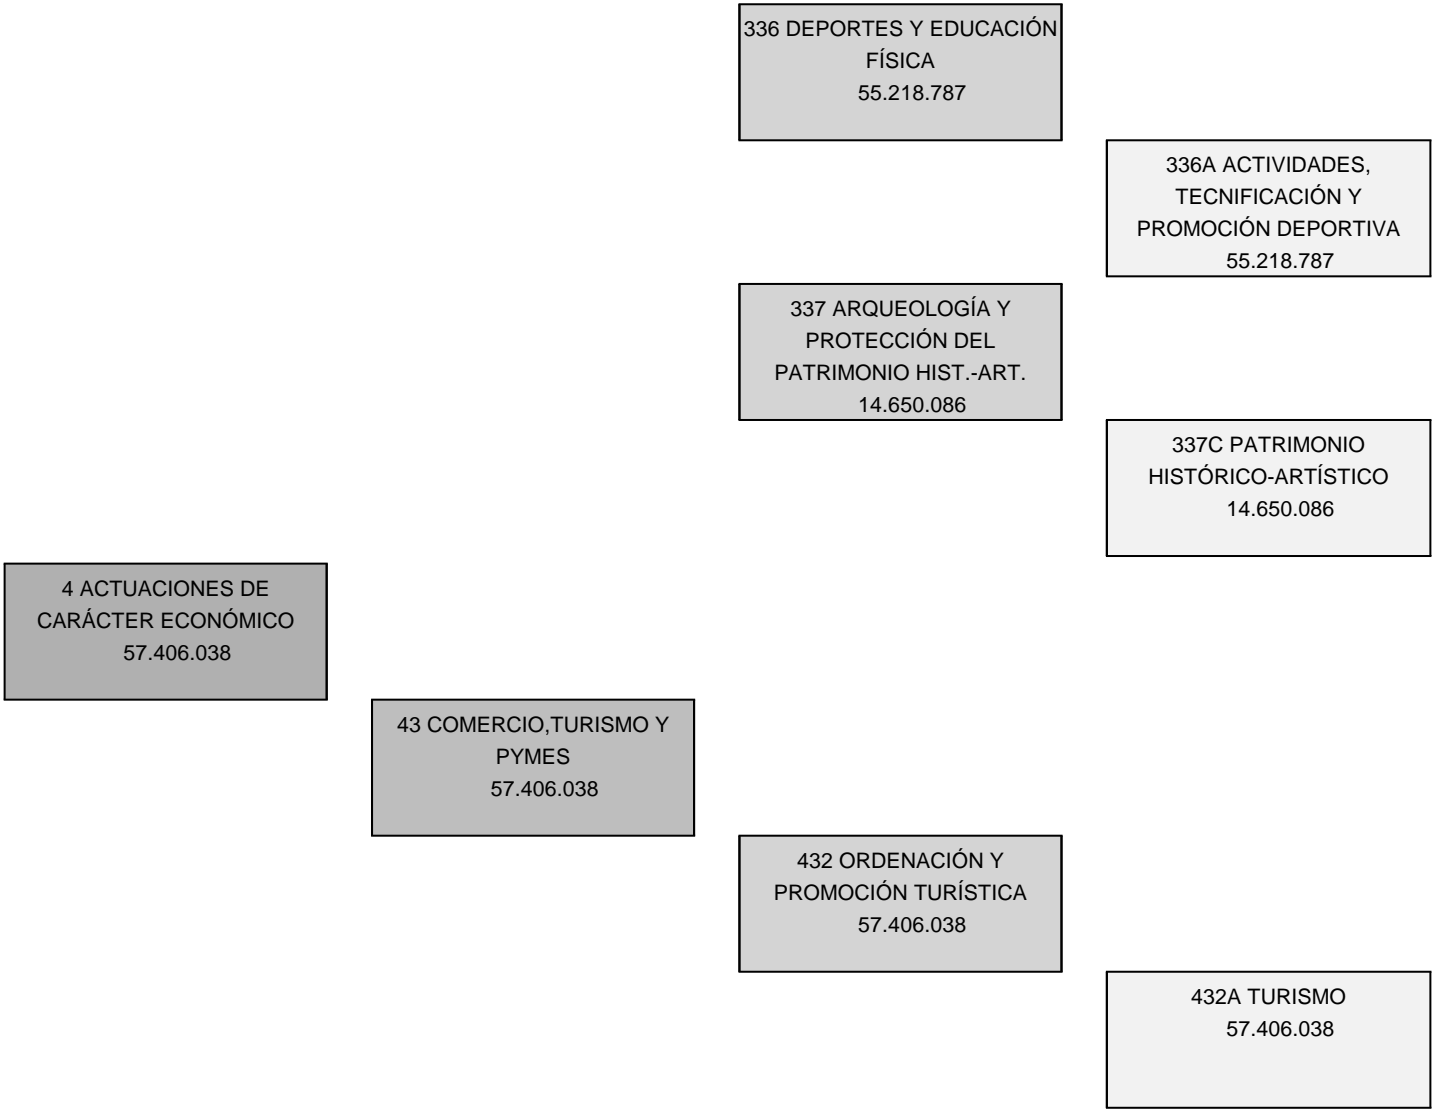 336 DEPORTES Y EDUCACIÓN
FÍSICA
55.218.787
336A ACTIVIDADES,
TECNIFICACIÓN Y
PROMOCIÓN DEPORTIVA
55.218.787
337 ARQUEOLOGÍA Y
PROTECCIÓN DEL
PATRIMONIO HIST.-ART.
14.650.086
337C PATRIMONIO
HISTÓRICO-ARTÍSTICO
14.650.086
4 ACTUACIONES DE
CARÁCTER ECONÓMICO
57.406.038
43 COMERCIO,TURISMO Y
PYMES
57.406.038
432 ORDENACIÓN Y
PROMOCIÓN TURÍSTICA
57.406.038
432A TURISMO
57.406.038